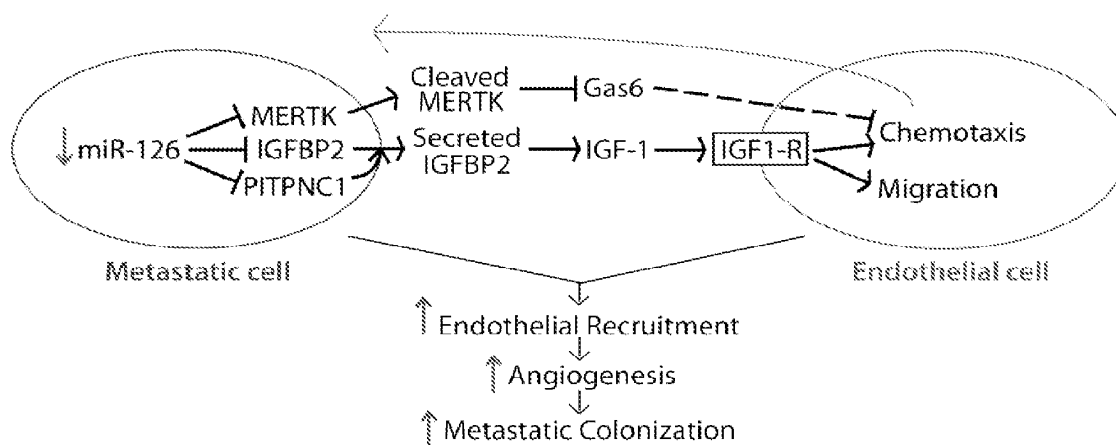 Cleaved
MERTK
Gas6
MERTK
miR-126
IGFBP2
Secreted
IGFBP2
IGF-1
IGF1-R
Chemotaxis
PITPNC1
Migration
Metastatic cell
Endothelial cell
Endothelial Recruitment
Angiogenesis
Metastatic Colonization